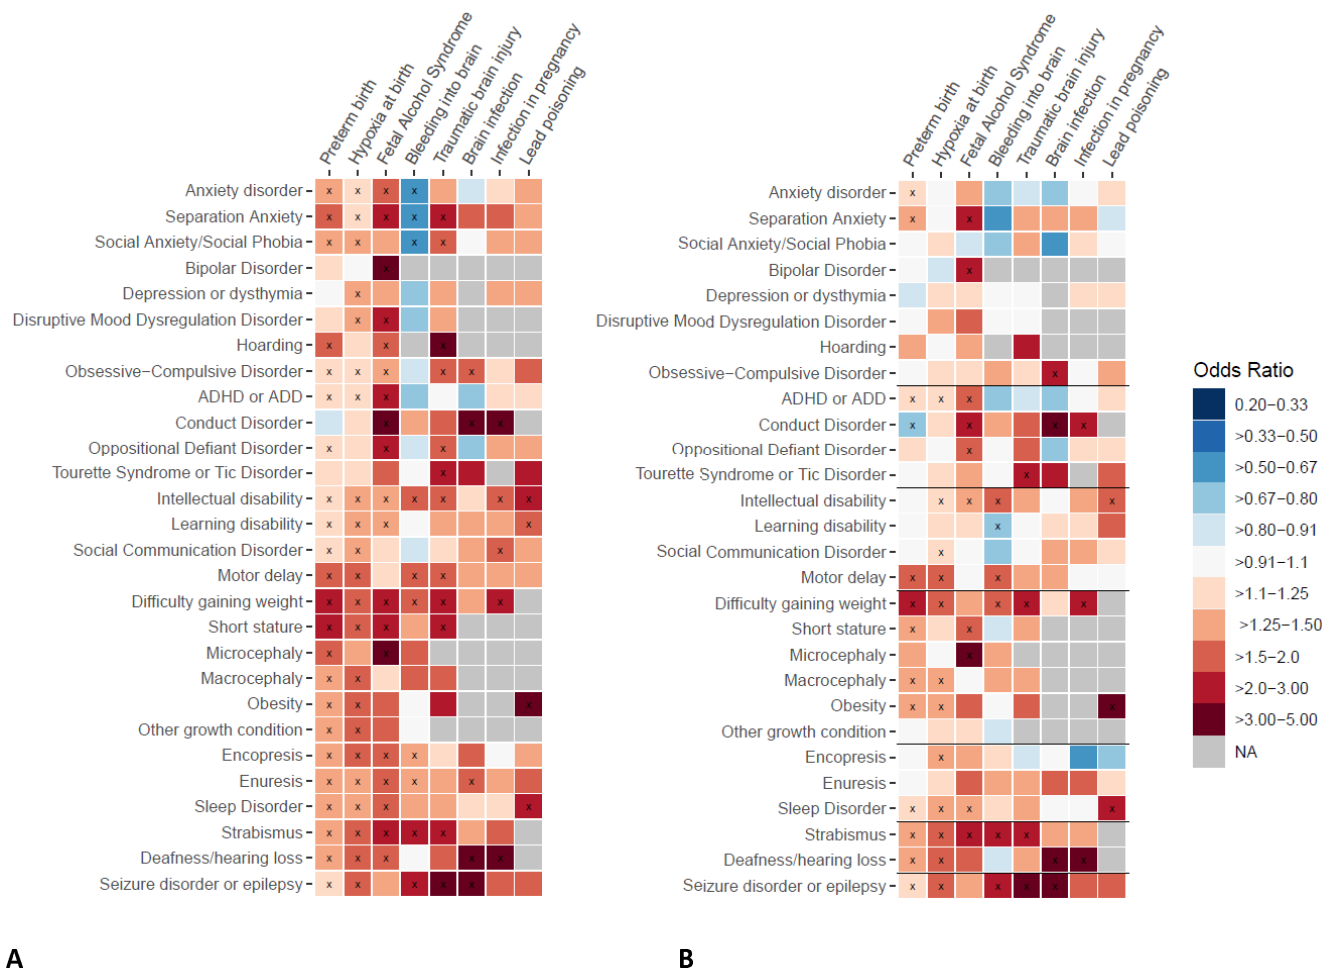 Preterm birth
Hypoxia at birth
Fetal Alcohol Syndrome
Bleeding into brain
Traumatic brain injury
Brain infection
Infection in pregnancy
Lead poisoning
Anxiety disorder
Separation Anxiety
Social Anxiety/Social Phobia
Bipolar Disorder
Depression or dysthymia
Disruptive Mood Dysregulation Disorder
Hoarding
Obsessive−Compulsive Disorder
ADHD or ADD
Conduct Disorder
Oppositional Defiant Disorder
Tourette Syndrome or Tic Disorder
Intellectual disability
Learning disability
Social Communication Disorder
Motor delay
Difficulty gaining weight
Short stature
Microcephaly
Macrocephaly
Obesity
Other growth condition
Encopresis
Enuresis
Sleep Disorder
Strabismus
Deafness/hearing loss
Seizure disorder or epilepsy
A
Preterm birth
Hypoxia at birth
Fetal Alcohol Syndrome
Bleeding into brain
Traumatic brain injury
Brain infection
Infection in pregnancy
Lead poisoning
Anxiety disorder
Separation Anxiety
Social Anxiety/Social Phobia
Bipolar Disorder
Depression or dysthymia
Disruptive Mood Dysregulation Disorder
Hoarding
Obsessive−Compulsive Disorder
ADHD or ADD
Conduct Disorder
Oppositional Defiant Disorder
Tourette Syndrome or Tic Disorder
Intellectual disability
Learning disability
Social Communication Disorder
Motor delay
Difficulty gaining weight
Short stature
Microcephaly
Macrocephaly
Obesity
Other growth condition
Encopresis
Enuresis
Sleep Disorder
Strabismus
Deafness/hearing loss
Seizure disorder or epilepsy
B
Odds Ratio
0.20−0.33
>0.33−0.50
>0.50−0.67
>0.67−0.80
>0.80−0.91
>0.91−1.1
>1.1−1.25
>1.25−1.50
>1.5−2.0
>2.0−3.00
>3.00−5.00
NA